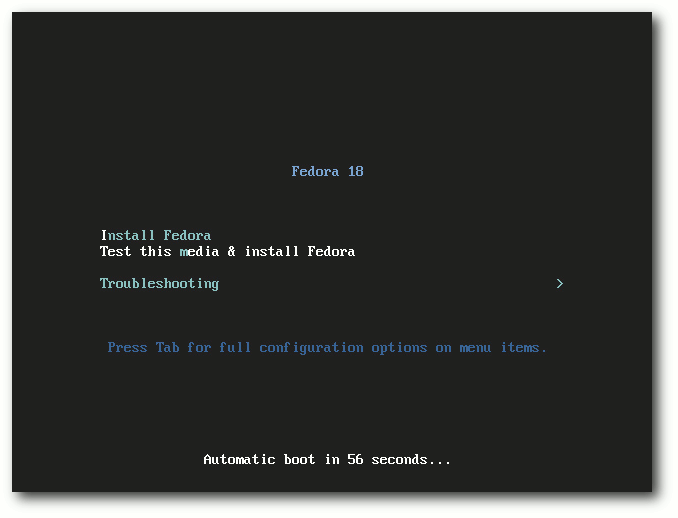 Fedora 18
Install Fedora
Test this media & install Fedora
Troubleshooting >
Press Tab for full configuration options on menu items.
Automatic boot in 56 seconds...